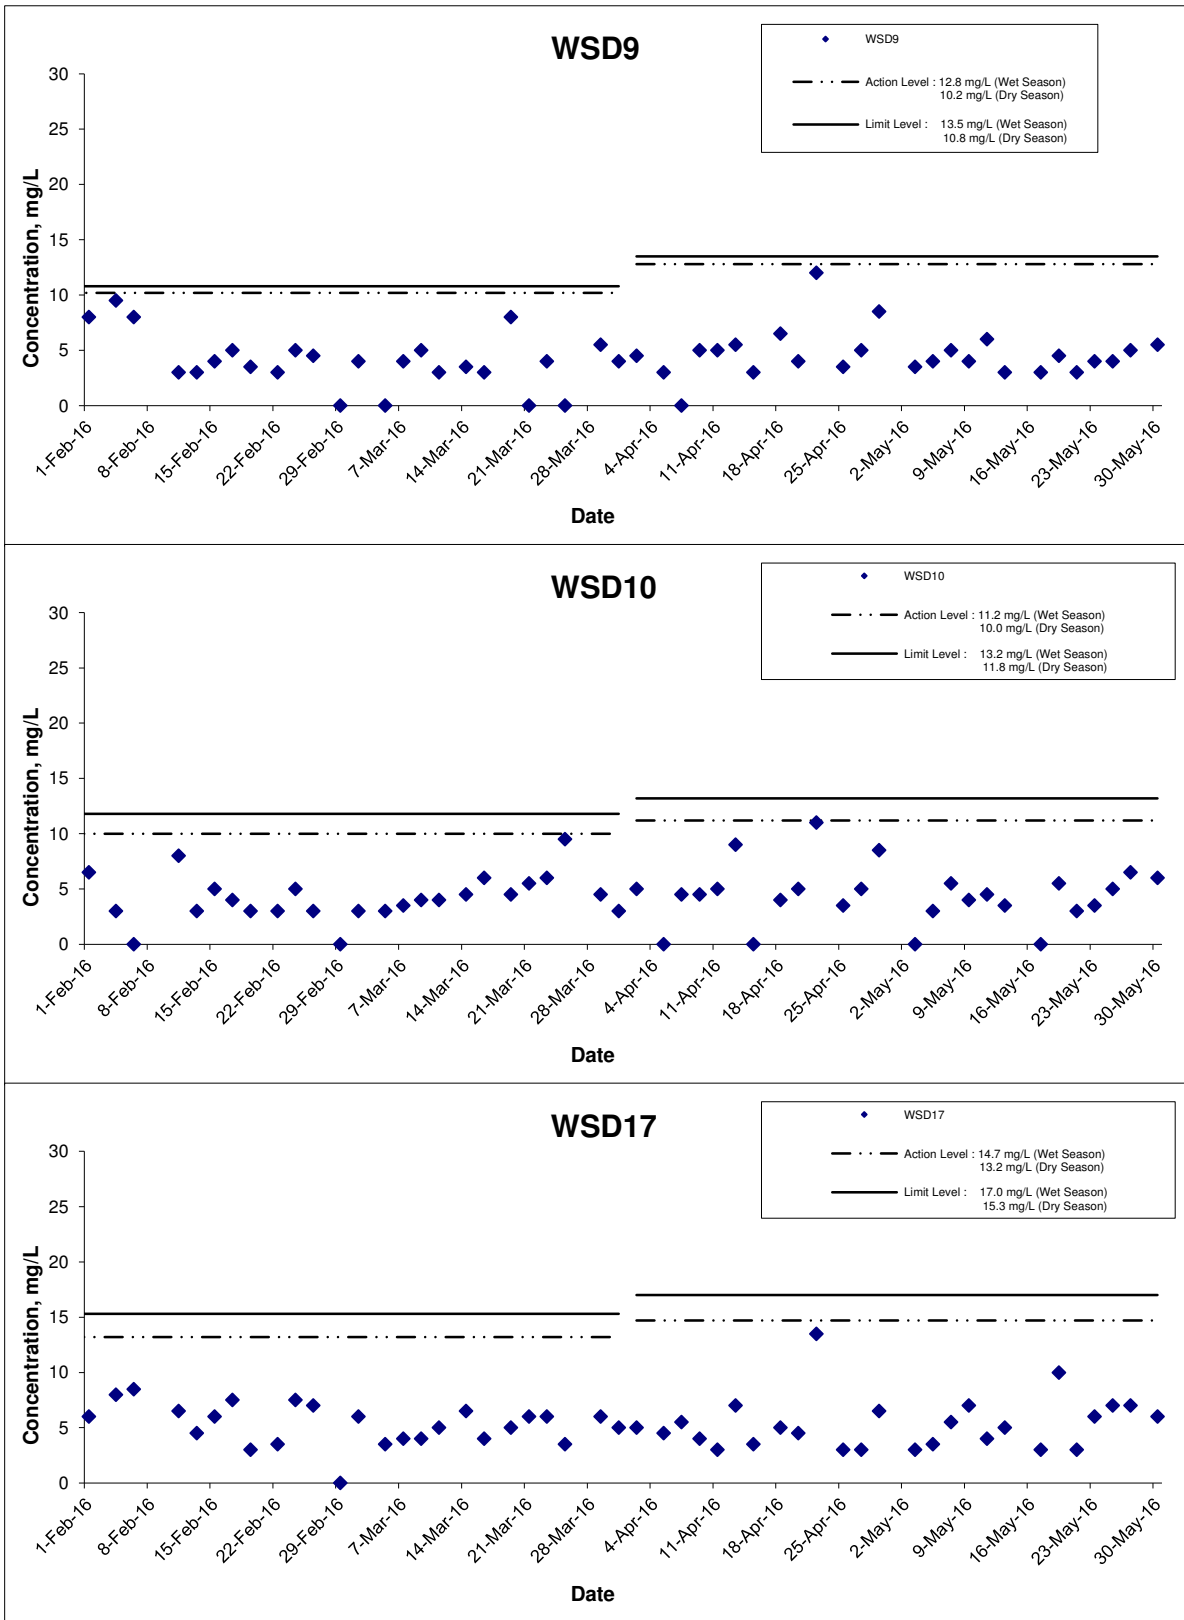 WSD9
WSD9
Action Level : 12.8 mg/L (Wet Season)
10.2 mg/L (Dry Season)
Limit Level : 13.5 mg/L (Wet Season)
10.8 mg/L (Dry Season)
Concentration, mg/L
30
25
20
15
10
5
0
1-Feb-16
8-Feb-16
15-Feb-16
22-Feb-16
29-Feb-16
7-Mar-16
14-Mar-16
21-Mar-16
28-Mar-16
4-Apr-16
11-Apr-16
18-Apr-16
25-Apr-16
2-May-16
9-May-16
16-May-16
23-May-16
30-May-16
Date
WSD10
WSD10
Action Level : 11.2 mg/L (Wet Season)
10.0 mg/L (Dry Season)
Limit Level : 13.2 mg/L (Wet Season)
11.8 mg/L (Dry Season)
Concentration, mg/L
30
25
20
15
10
5
0
1-Feb-16
8-Feb-16
15-Feb-16
22-Feb-16
29-Feb-16
7-Mar-16
14-Mar-16
21-Mar-16
28-Mar-16
4-Apr-16
11-Apr-16
18-Apr-16
25-Apr-16
2-May-16
9-May-16
16-May-16
23-May-16
30-May-16
Date
WSD17
WSD17
Action Level : 14.7 mg/L (Wet Season)
13.2 mg/L (Dry Season)
Limit Level : 17.0 mg/L (Wet Season)
15.3 mg/L (Dry Season)
Concentration, mg/L
30
25
20
15
10
5
0
1-Feb-16
8-Feb-16
15-Feb-16
22-Feb-16
29-Feb-16
7-Mar-16
14-Mar-16
21-Mar-16
28-Mar-16
4-Apr-16
11-Apr-16
18-Apr-16
25-Apr-16
2-May-16
9-May-16
16-May-16
23-May-16
30-May-16
Date